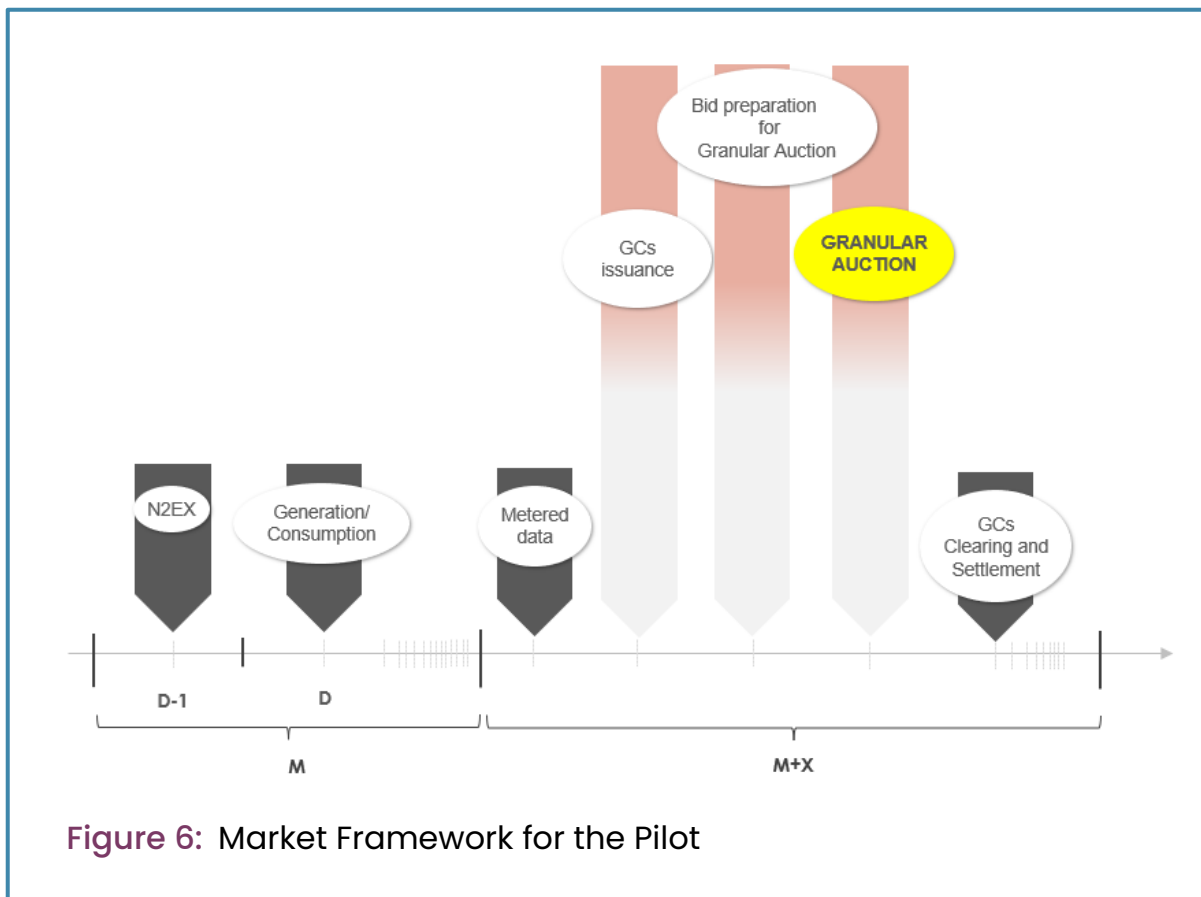 Bid preparation
for
Granular Auction
GCs
issuance
GRANULAR
AUCTION
N2EX
Generation/
Consumption
Metered
data
GCs
Clearing and
Settlement
D-1
D
M
M+X
Figure 6: Market Framework for the Pilot